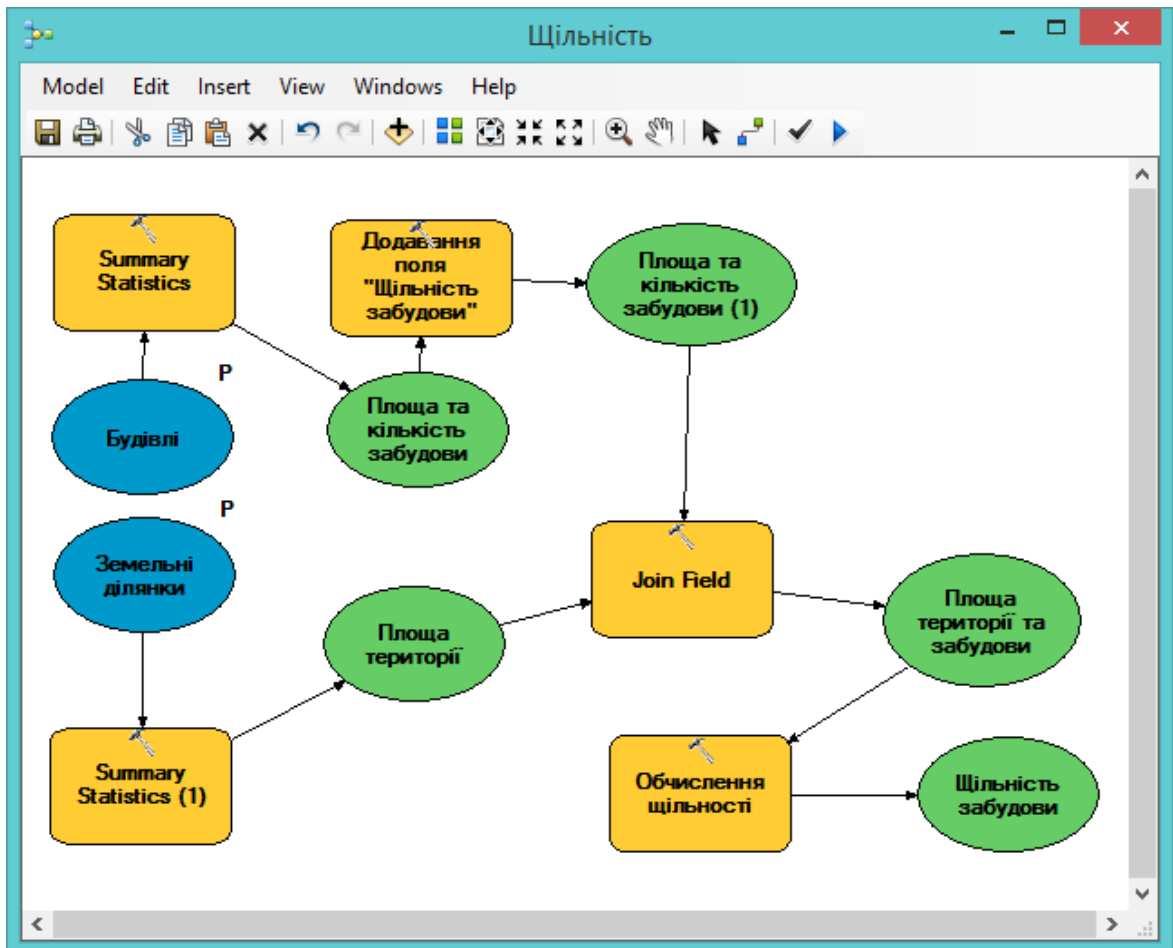 Щільність
Model Edit Insert View Windows Help
Summary
Statistics
Додавання
поля
"Щільність
забудови"
Площа та
кількість
забудови (1)
P
Будівлі
Площа та
кількість
забудови
P
Земельні
ділянки
Join Field
Площа
території
Площа
території та
забудови
Summary
Statistics (1)
Обчислення
щільності
Щільність
забудови